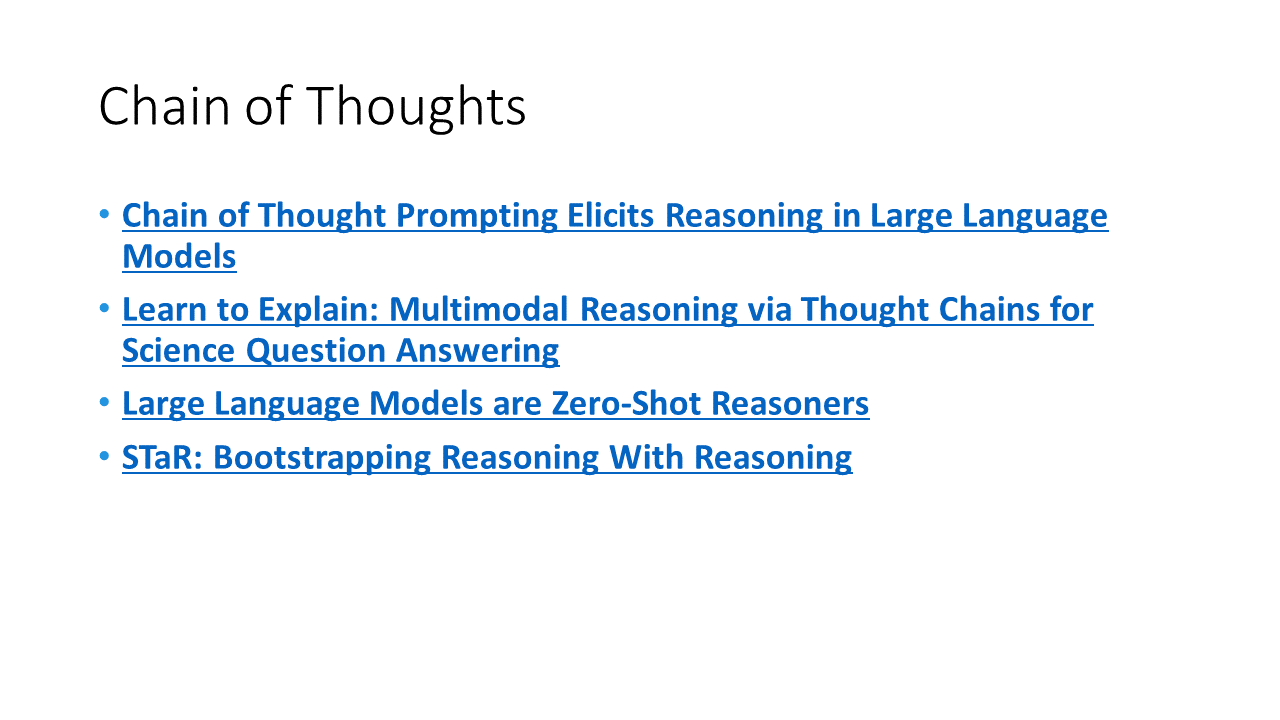 Chain of Thoughts
• Chain of Thought Prompting Elicits Reasoning in Large Language
Models
• Learn to Explain: Multimodal Reasoning via Thought Chains for
Science Question Answering
• Large Language Models are Zero-Shot Reasoners
• STaR: Bootstrapping Reasoning With Reasoning